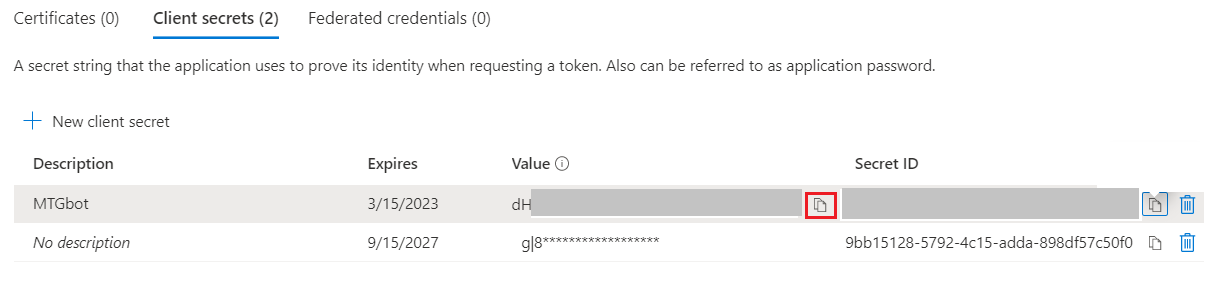 Certificates (0) Client secrets (2) Federated credentials (0)
A secret string that the application uses to prove its identity when requesting a token. Also can be referred to as application password.
New client secret
Description Expires Value Secret ID
MTGbot 3/15/2023 dH
No description 9/15/2027 g|8****************** 9bb15128-5792-4c15-adda-898df57c50f0